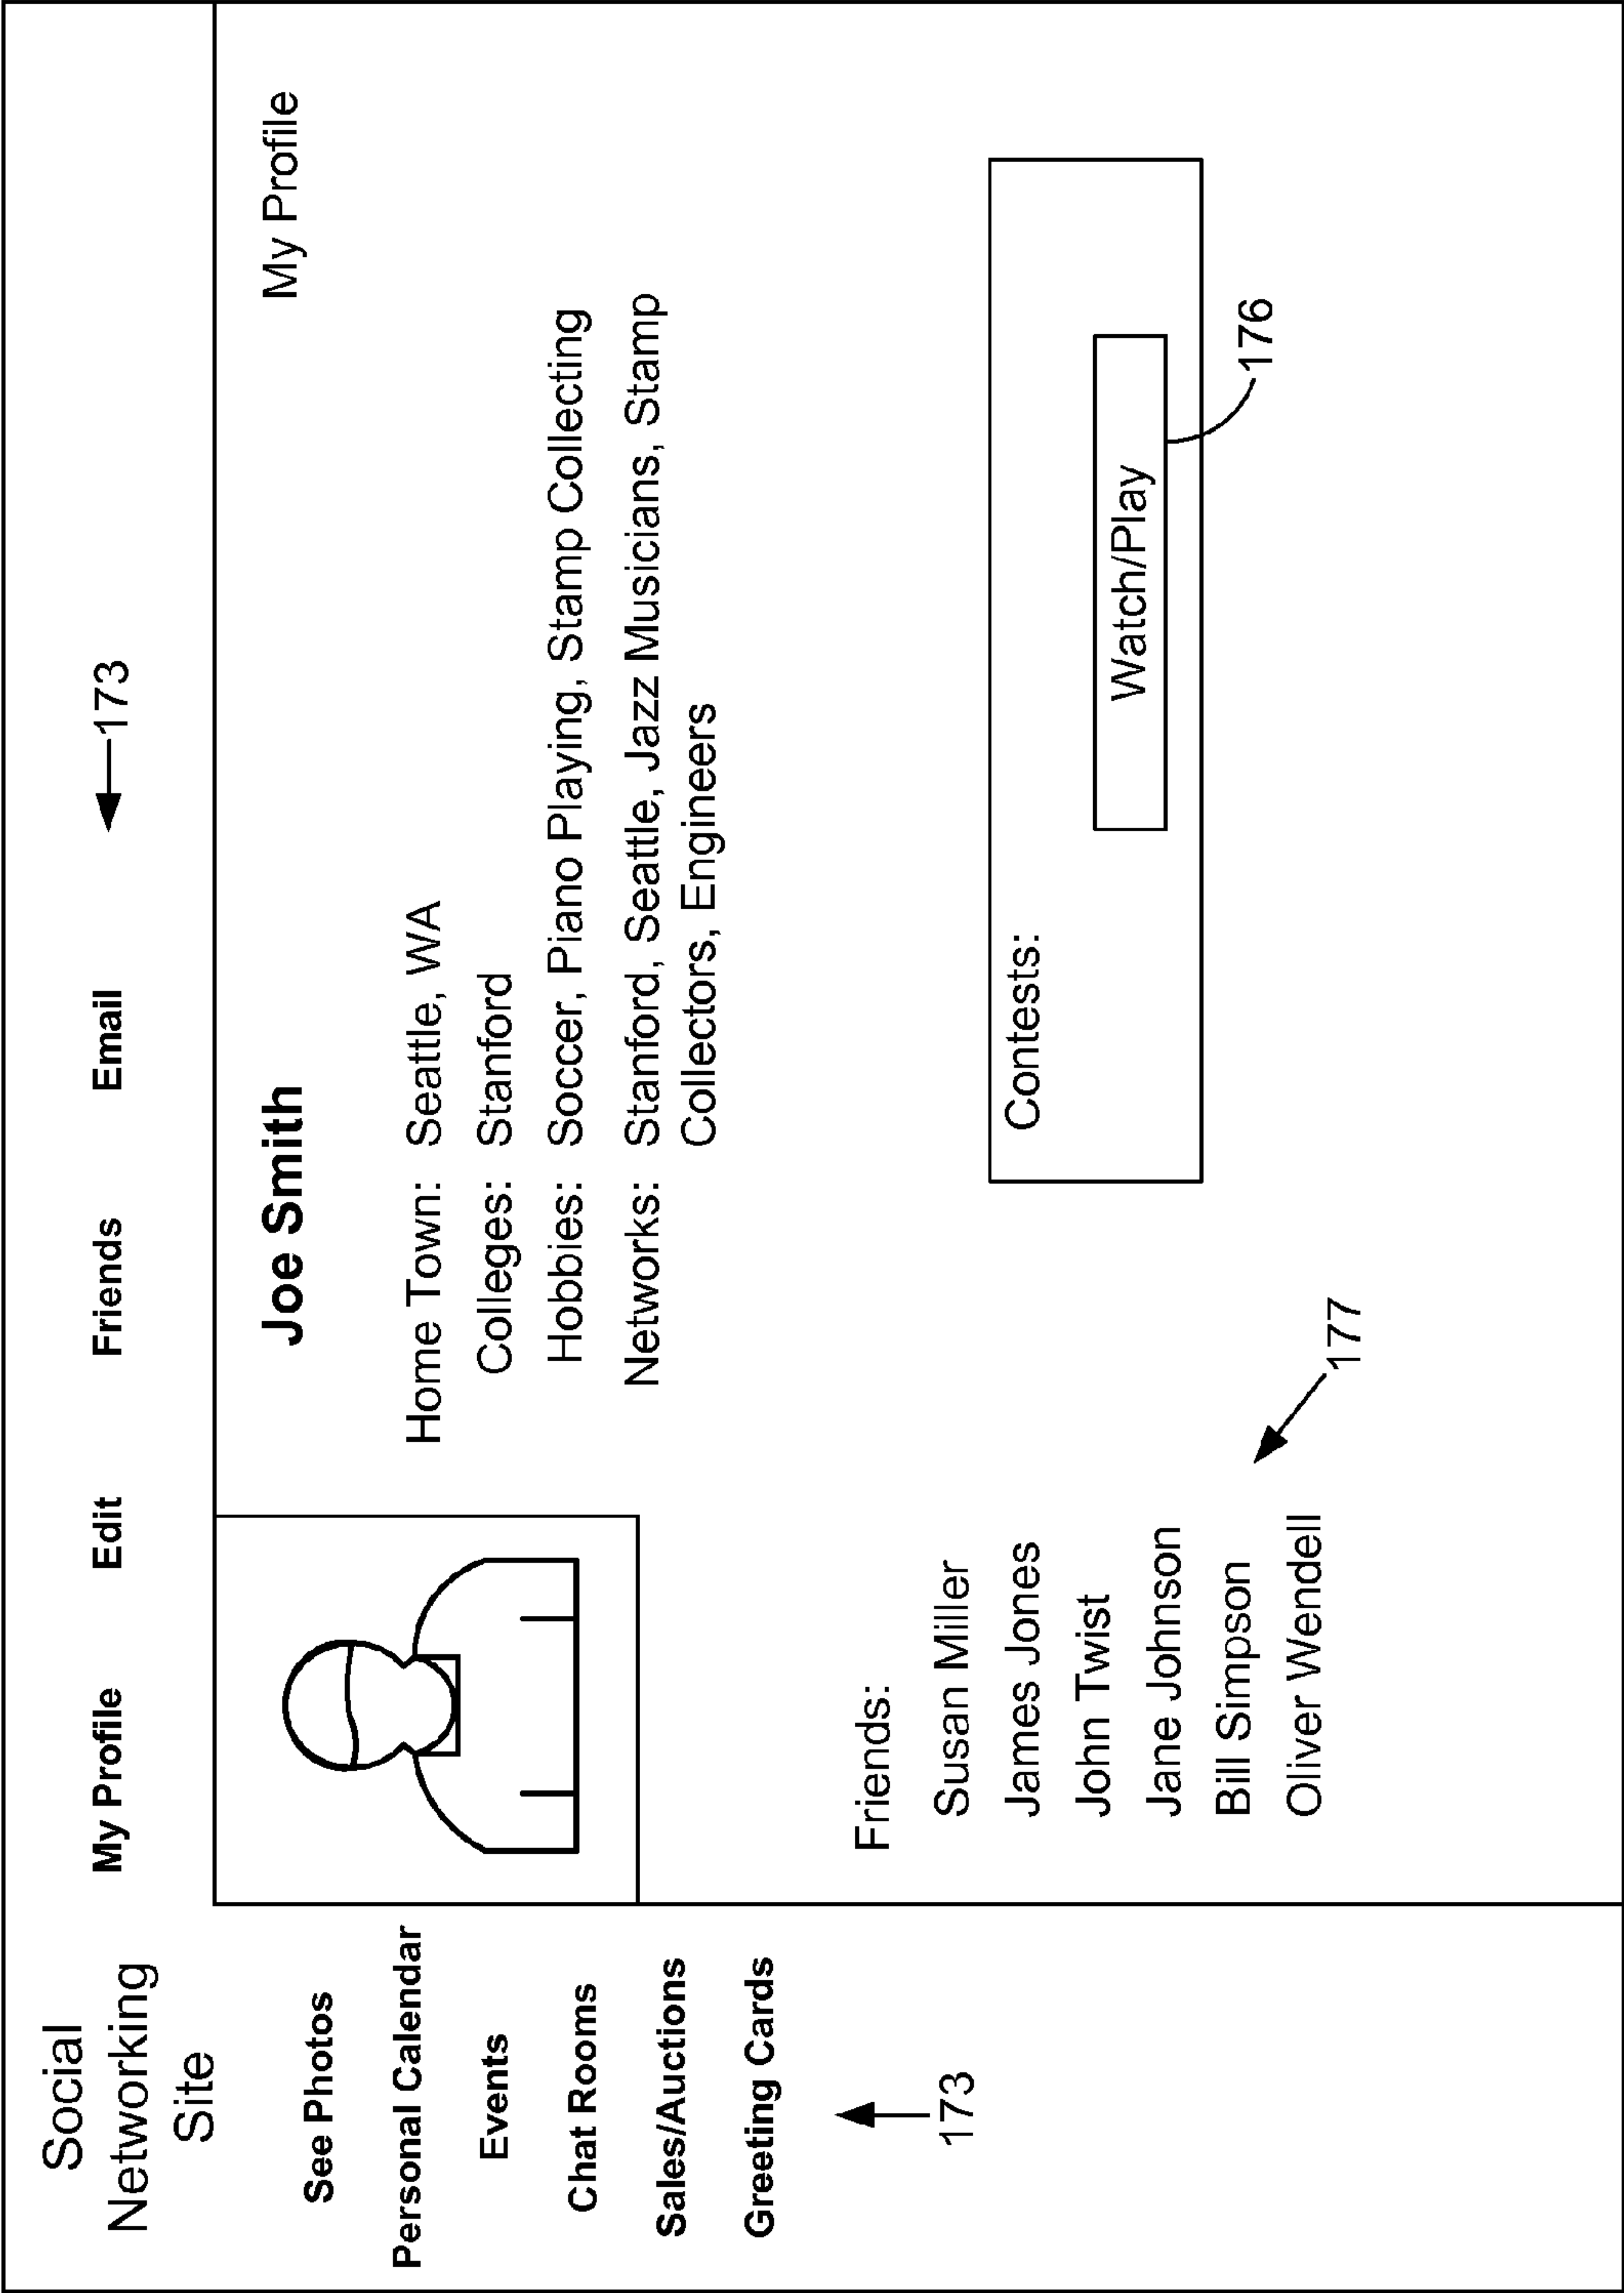 Social
Networking
Site
My Profile Edit Friends Email 173
See Photos
Personal Calendar
Events
Chat Rooms
Sales/Auctions
Greeting Cards
173
Joe Smith My Profile
Home Town: Seattle, WA
Colleges: Stanford
Hobbies: Soccer, Piano Playing, Stamp Collecting
Networks: Stanford, Seattle, Jazz Musicians, Stamp
Collectors, Engineers
Friends:
Susan Miller
James Jones
John Twist
Jane Johnson
Bill Simpson
Oliver Wendell
177
Contests:
Watch/Play
176